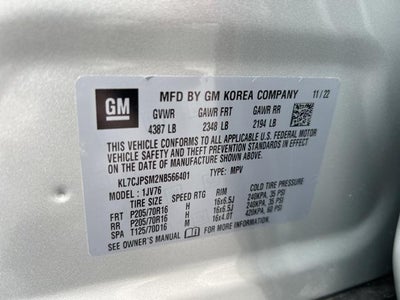 GM
MFD BY GM KOREA COMPANY 11/22
GVWR GAWR FRT GAWR RR
4387 LB 2348 LB 2194 LB
THIS VEHICLE CONFORMS TO ALL APPLICABLE U.S. FEDERAL MOTOR
VEHICLE SAFETY, BUMPER, AND THEFT PREVENTION STANDARDS IN EFFECT
ON THE DATE OF MANUFACTURE SHOWN ABOVE.
KL7CJPSM2NB566401 TYPE: MPV
MODEL: 1JV76
TIRE SIZE SPEED RTG RIM COLD TIRE PRESSURE
FRT P205/70R16 H 16x6.5J 240KPA, 35 PSI
RR P205/70R16 H 16x6.5J 240KPA, 35 PSI
SPA T125/70D16 M 16x4.0T 420KPA, 60 PSI
SEE OWNER'S MANUAL FOR ADDITIONAL INFORMATION.